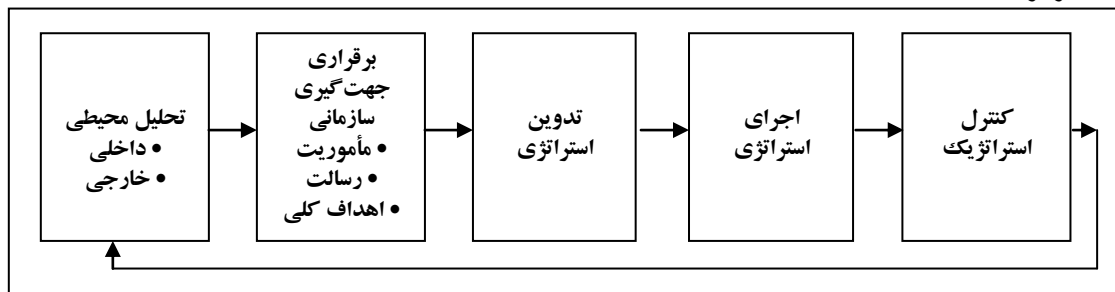 تحلیل محیطی
• داخلی
• خارجی
برقراری
جهت‌گیری
سازمانی
• مأموریت
• رسالت
• اهداف کلی
تدوین
استراتژی
اجرای
استراتژی
کنترل
استراتژیک